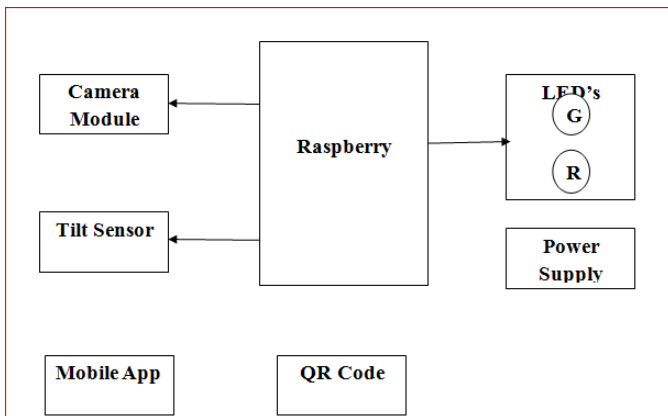 Camera
Module
Raspberry
LED's
G
R
Tilt Sensor
Power
Supply
Mobile App
QR Code